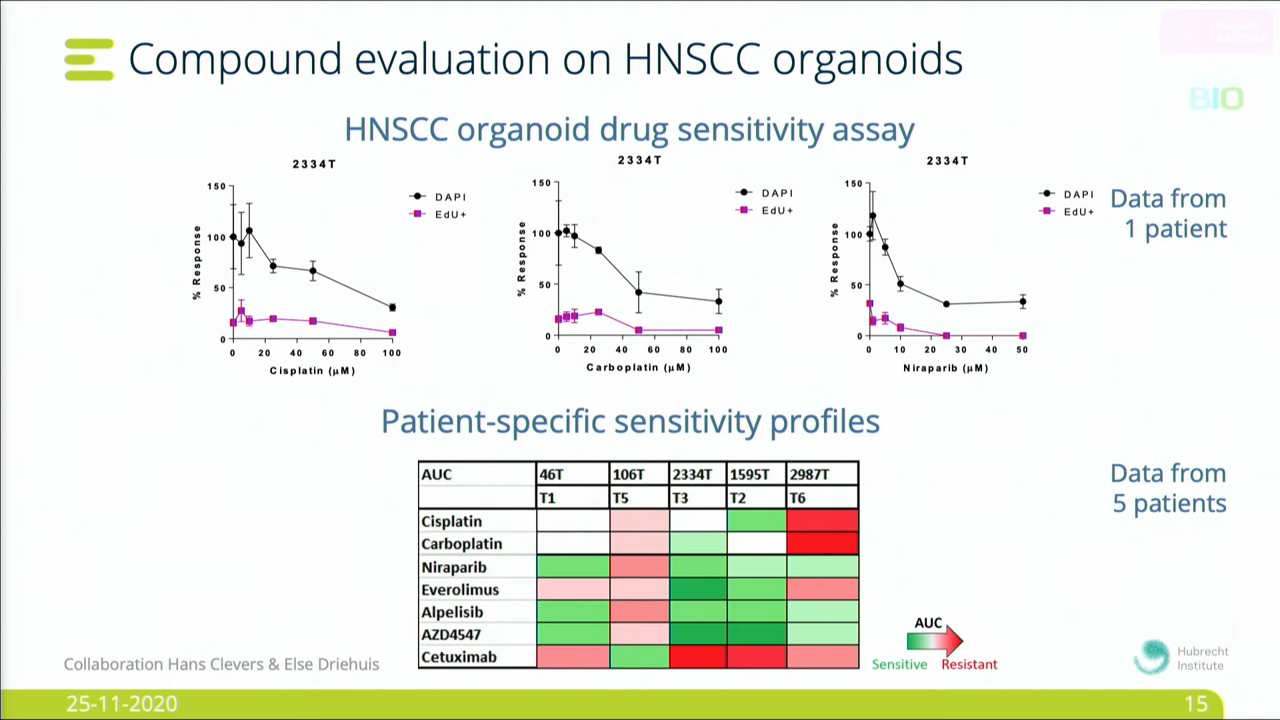 Compound evaluation on HNSCC organoids
BIO
HNSCC organoid drug sensitivity assay
2334T
150
100
50
0
% Response
0 20 40 60 80 100
Cisplatin (µM)
DAPI
EdU+
2334T
150
100
50
0
% Response
0 20 40 60 80 100
Carboplatin (µM)
DAPI
EdU+
2334T
150
100
50
0
% Response
0 10 20 30 40 50
Niraparib (µM)
DAPI
EdU+
Data from
1 patient
Patient-specific sensitivity profiles
AUC 46T 106T 2334T 1595T 2987T
T1 T5 T3 T2 T6
Cisplatin
Carboplatin
Niraparib
Everolimus
Alpelisib
AZD4547
Cetuximab
Data from
5 patients
AUC
Sensitive Resistant
Collaboration Hans Clevers & Else Driehuis
Hubrecht
Institute
25-11-2020
15